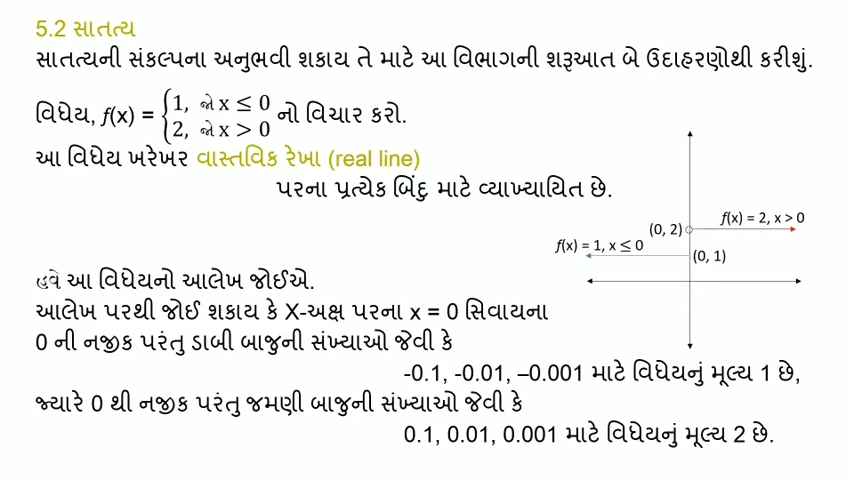 5.2 સાતત્ય
સાતત્યની સંકલ્પના અનુભવી શકાય તે માટે આ વિભાગની શરૂઆત બે ઉદાહરણોથી કરીશું.
વિધેય, f(x) = {1, જો x ≤ 0
2, જો x > 0 નો વિચાર કરો.
આ વિધેય ખરેખર વાસ્તવિક રેખા (real line)
પરના પ્રત્યેક બિંદુ માટે વ્યાખ્યાયિત છે.
f(x) = 2, x > 0
(0, 2)
f(x) = 1, x ≤ 0
(0, 1)
હવે આ વિધેયનો આલેખ જોઈએ.
આલેખ પરથી જોઈ શકાય કે X-અક્ષ પરના x = 0 સિવાયના
0 ની નજીક પરંતુ ડાબી બાજુની સંખ્યાઓ જેવી કે
-0.1, -0.01, –0.001 માટે વિધેયનું મૂલ્ય 1 છે,
જ્યારે 0 થી નજીક પરંતુ જમણી બાજુની સંખ્યાઓ જેવી કે
0.1, 0.01, 0.001 માટે વિધેયનું મૂલ્ય 2 છે.